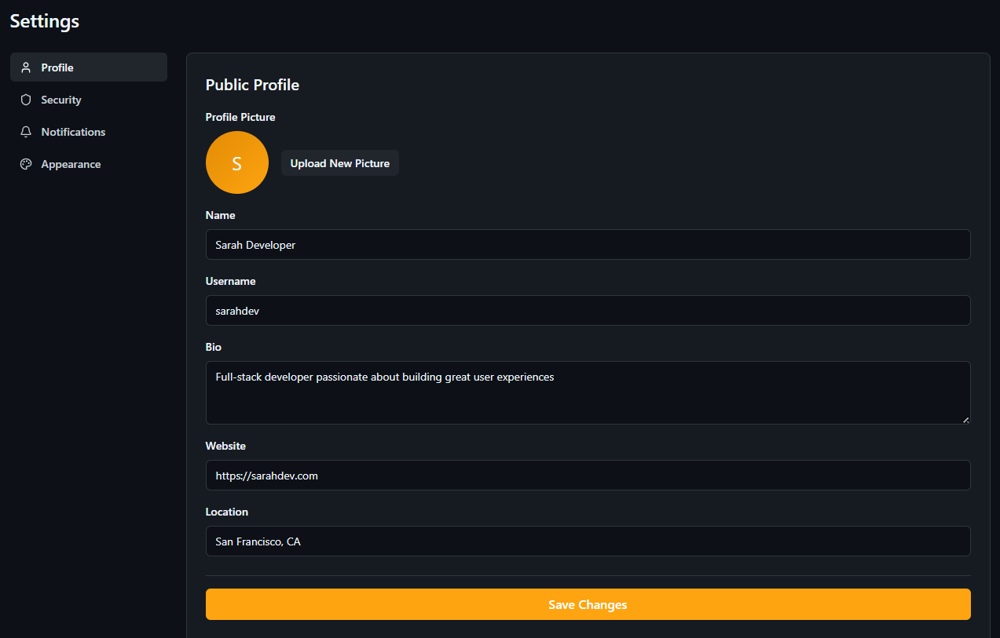 Settings
Profile
Security
Notifications
Appearance
Public Profile
Profile Picture
S
Upload New Picture
Name
Sarah Developer
Username
sarahdev
Bio
Full-stack developer passionate about building great user experiences
Website
https://sarahdev.com
Location
San Francisco, CA
Save Changes